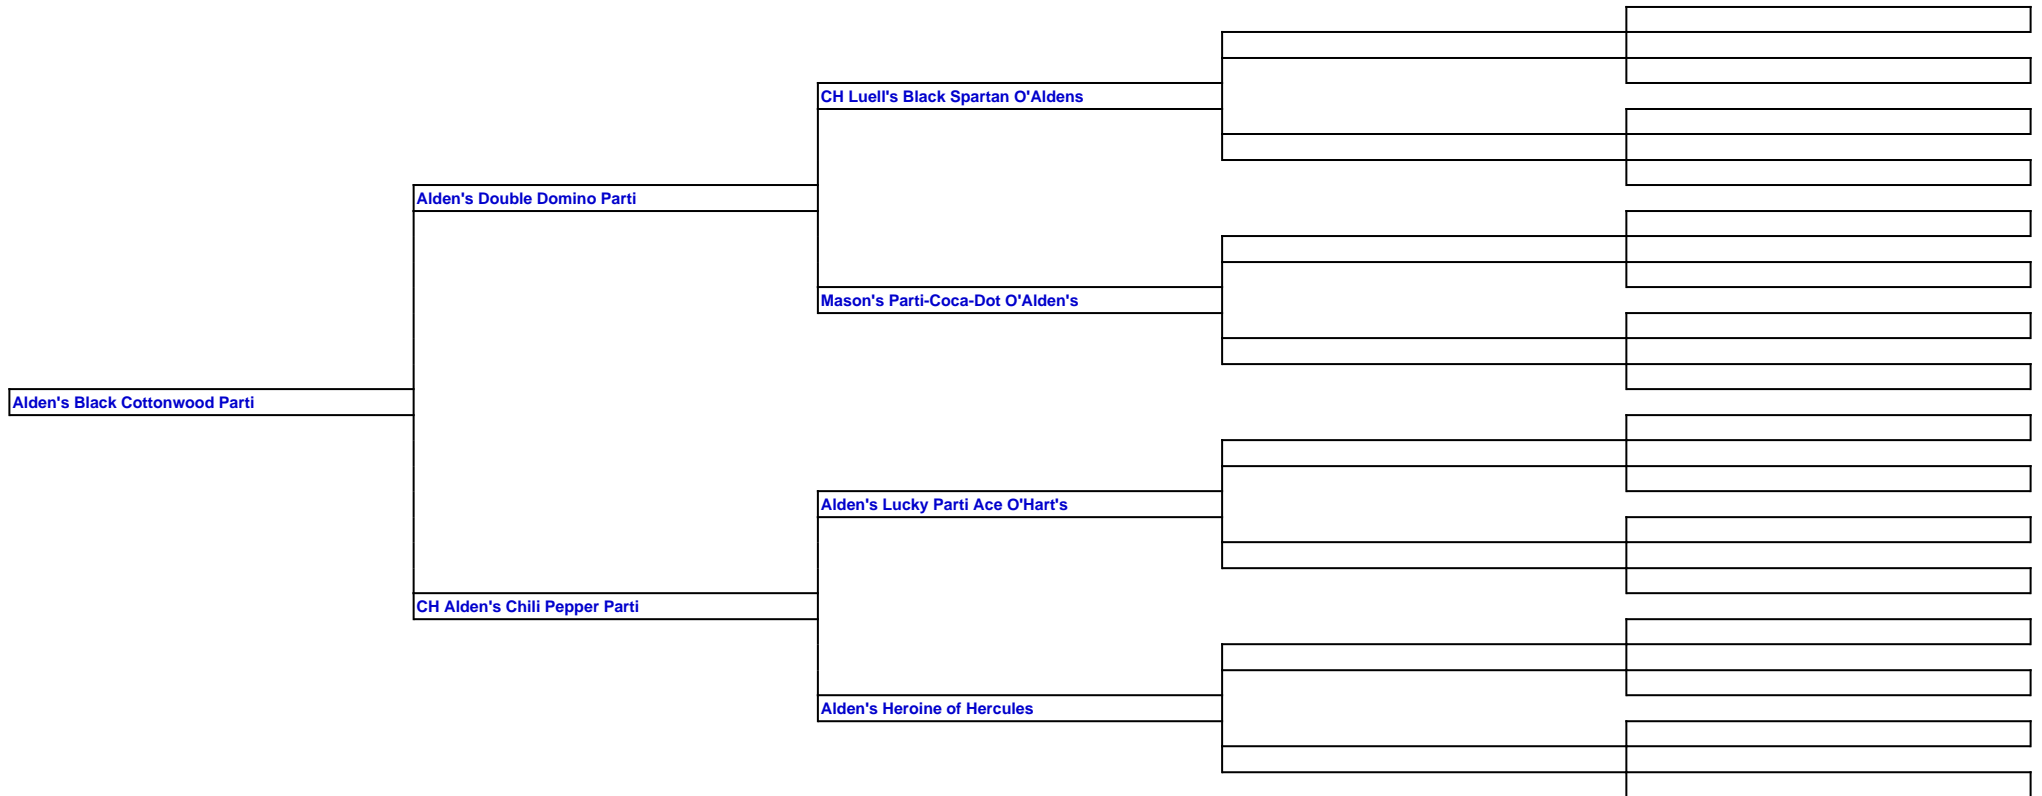 CH Luell's Black Spartan O'Aldens
Alden's Double Domino Parti
Mason's Parti-Coca-Dot O'Alden's
Alden's Black Cottonwood Parti
Alden's Lucky Parti Ace O'Hart's
CH Alden's Chili Pepper Parti
Alden's Heroine of Hercules